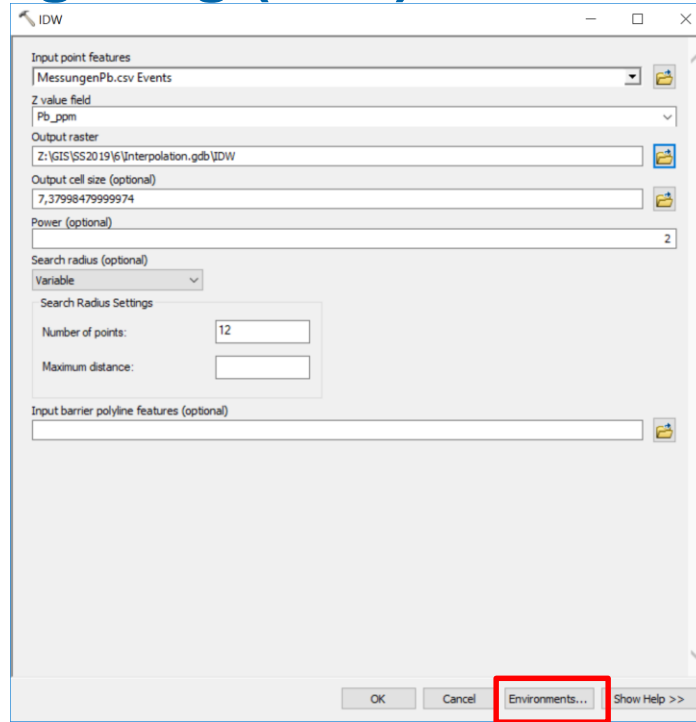 IDW
Input point features
MessungenPb.csv Events
Z value field
Pb_ppm
Output raster
Z:\GIS\SS2019\6\Interpolation.gdb\IDW
Output cell size (optional)
7,37998479999974
Power (optional)
2
Search radius (optional)
Variable
Search Radius Settings
Number of points: 12
Maximum distance:
Input barrier polyline features (optional)
OK Cancel Environments... Show Help >>